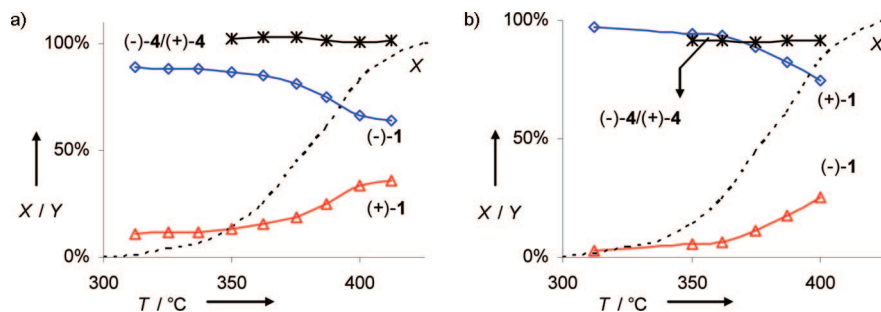 a)
(-)-4/(+)-4
100%
X
(-)-1
50%
X / Y
(+)-1
0%
300
350
400
T / °C
b)
100%
X
(+)-1
(-)-4/(+)-4
50%
(-)-1
X / Y
0%
300
350
400
T / °C